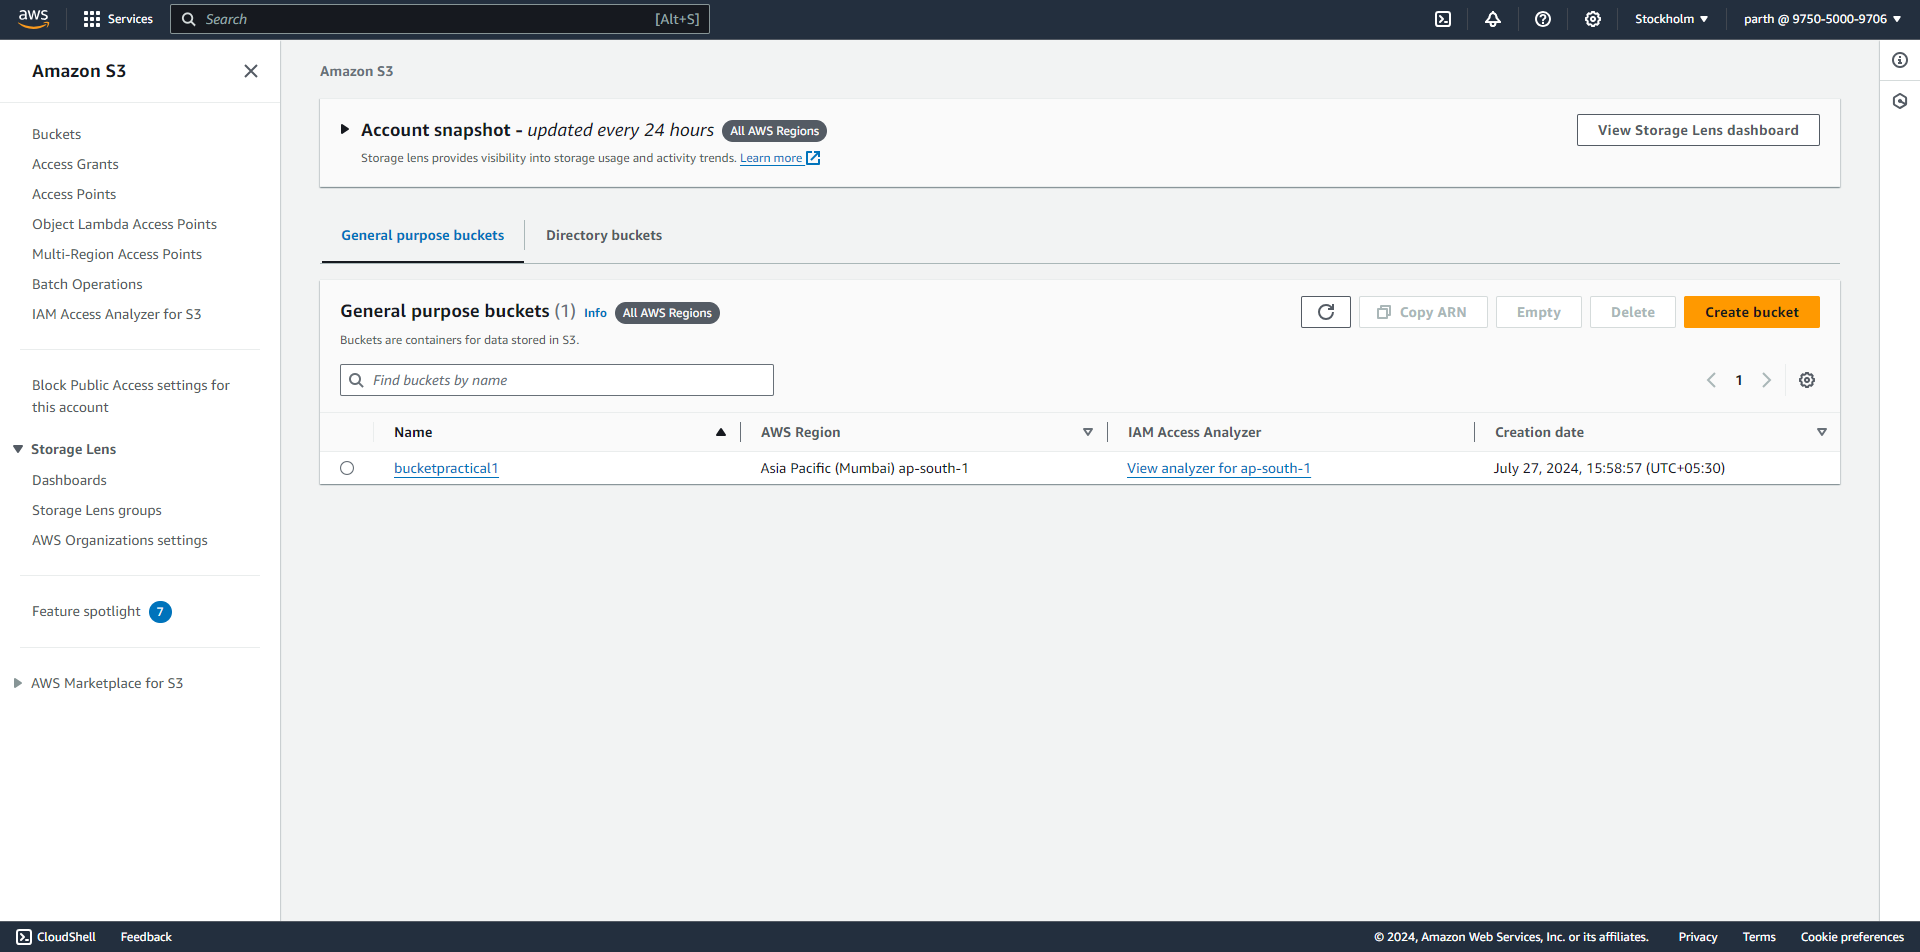 aws
Services
Search
[Alt+S]
Stockholm
parth @ 9750-5000-9706
Amazon S3
Buckets
Access Grants
Access Points
Object Lambda Access Points
Multi-Region Access Points
Batch Operations
IAM Access Analyzer for S3
Block Public Access settings for
this account
Storage Lens
Dashboards
Storage Lens groups
AWS Organizations settings
Feature spotlight 7
AWS Marketplace for S3
Amazon S3
Account snapshot - updated every 24 hours All AWS Regions
Storage lens provides visibility into storage usage and activity trends. Learn more
View Storage Lens dashboard
General purpose buckets
Directory buckets
General purpose buckets (1) Info All AWS Regions
Buckets are containers for data stored in S3.
Copy ARN
Empty
Delete
Create bucket
Find buckets by name
1
Name AWS Region IAM Access Analyzer Creation date
bucketpractical1 Asia Pacific (Mumbai) ap-south-1 View analyzer for ap-south-1 July 27, 2024, 15:58:57 (UTC+05:30)
CloudShell
Feedback
© 2024, Amazon Web Services, Inc. or its affiliates.
Privacy
Terms
Cookie preferences